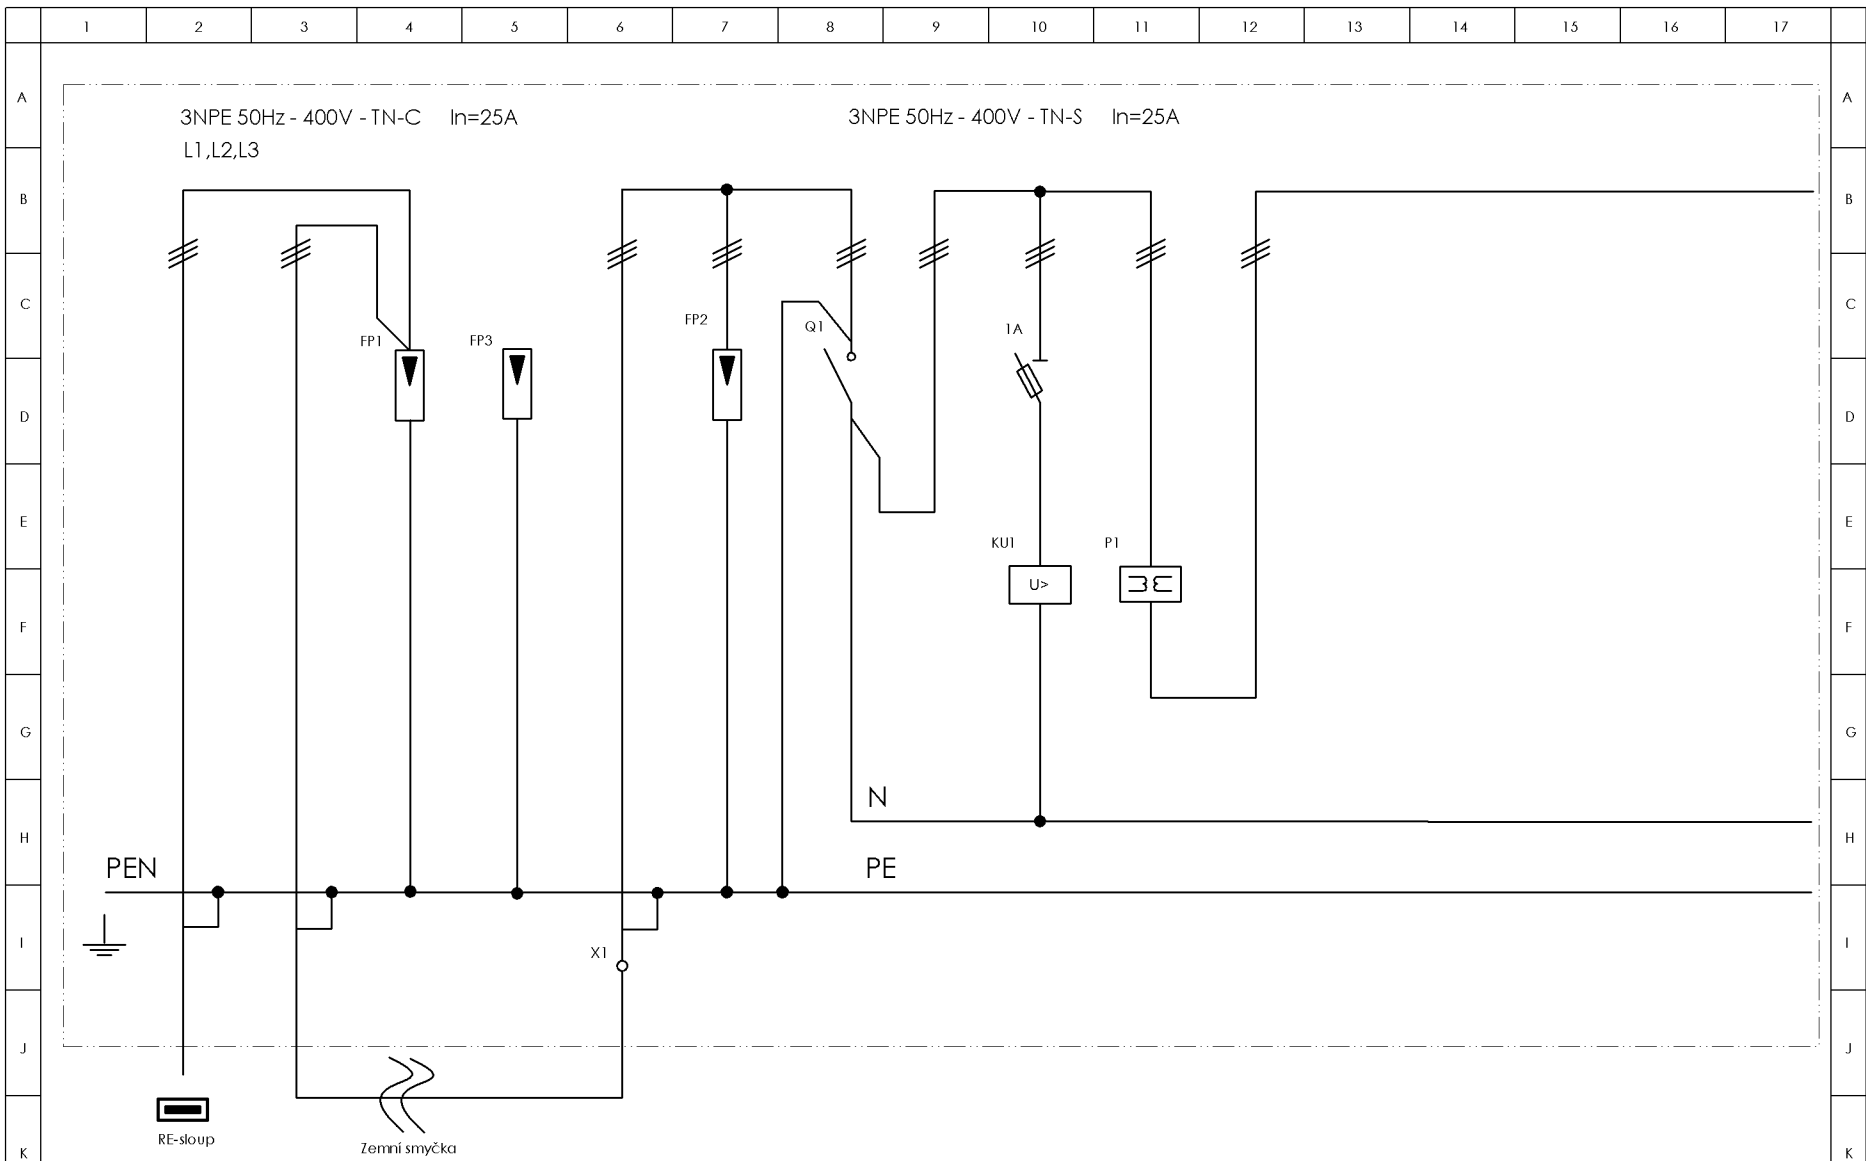 1 2 3 4 5 6 7 8 9 10 11 12 13 14 15 16 17
A A
3NPE 50Hz - 400V - TN-C In=25A 3NPE 50Hz - 400V - TN-S In=25A
L1,L2,L3
B B
C C
FP2
Q1 1A
FP1 FP3
D D
E E
KU1 P1
U>
F F
G G
N
H H
PEN PE
I I
X1
J J
RE-sloup
Zemní smyčka
K K